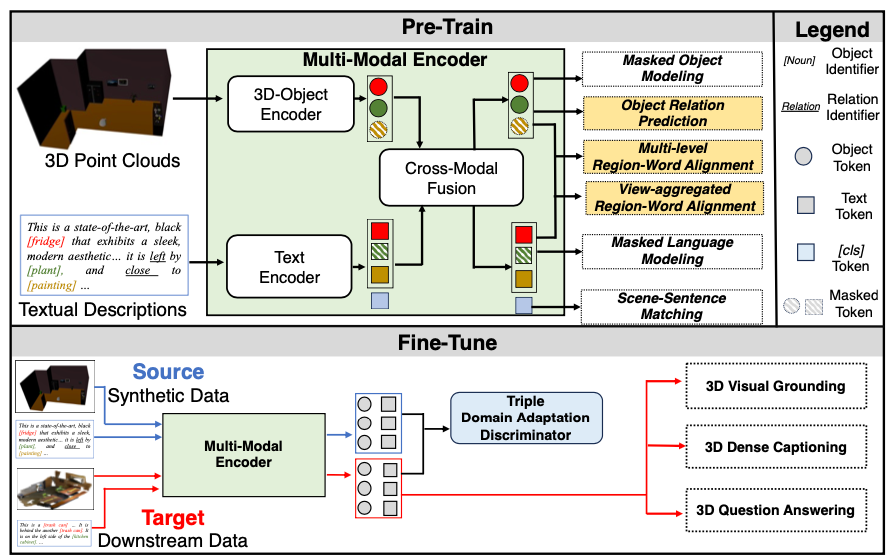 Pre-Train
Multi-Modal Encoder
3D-Object
Encoder
3D Point Clouds
Cross-Modal
Fusion
This is a state-of-the-art, black
[fridge] that exhibits a sleek,
modern aesthetic... it is left by
[plant], and close to
[painting] ...
Text
Encoder
Textual Descriptions
Masked Object
Modeling
Object Relation
Prediction
Multi-level
Region-Word Alignment
View-aggregated
Region-Word Alignment
Masked Language
Modeling
Scene-Sentence
Matching
Legend
[Noun] Object
Identifier
Relation Relation
Identifier
Object
Token
Text
Token
[cls]
Token
Masked
Token
Fine-Tune
Source
Synthetic Data
This is a state-of-the-art, black
[fridge] that exhibits a sleek,
modern aesthetic... it is left by
[plant], and close to
[painting] ...
Multi-Modal
Encoder
Target
Downstream Data
This is a [trash can] ... It is
behind the another [trash can]. It
is on the left side of the [kitchen
cabinet]. ...
Triple
Domain Adaptation
Discriminator
3D Visual Grounding
3D Dense Captioning
3D Question Answering